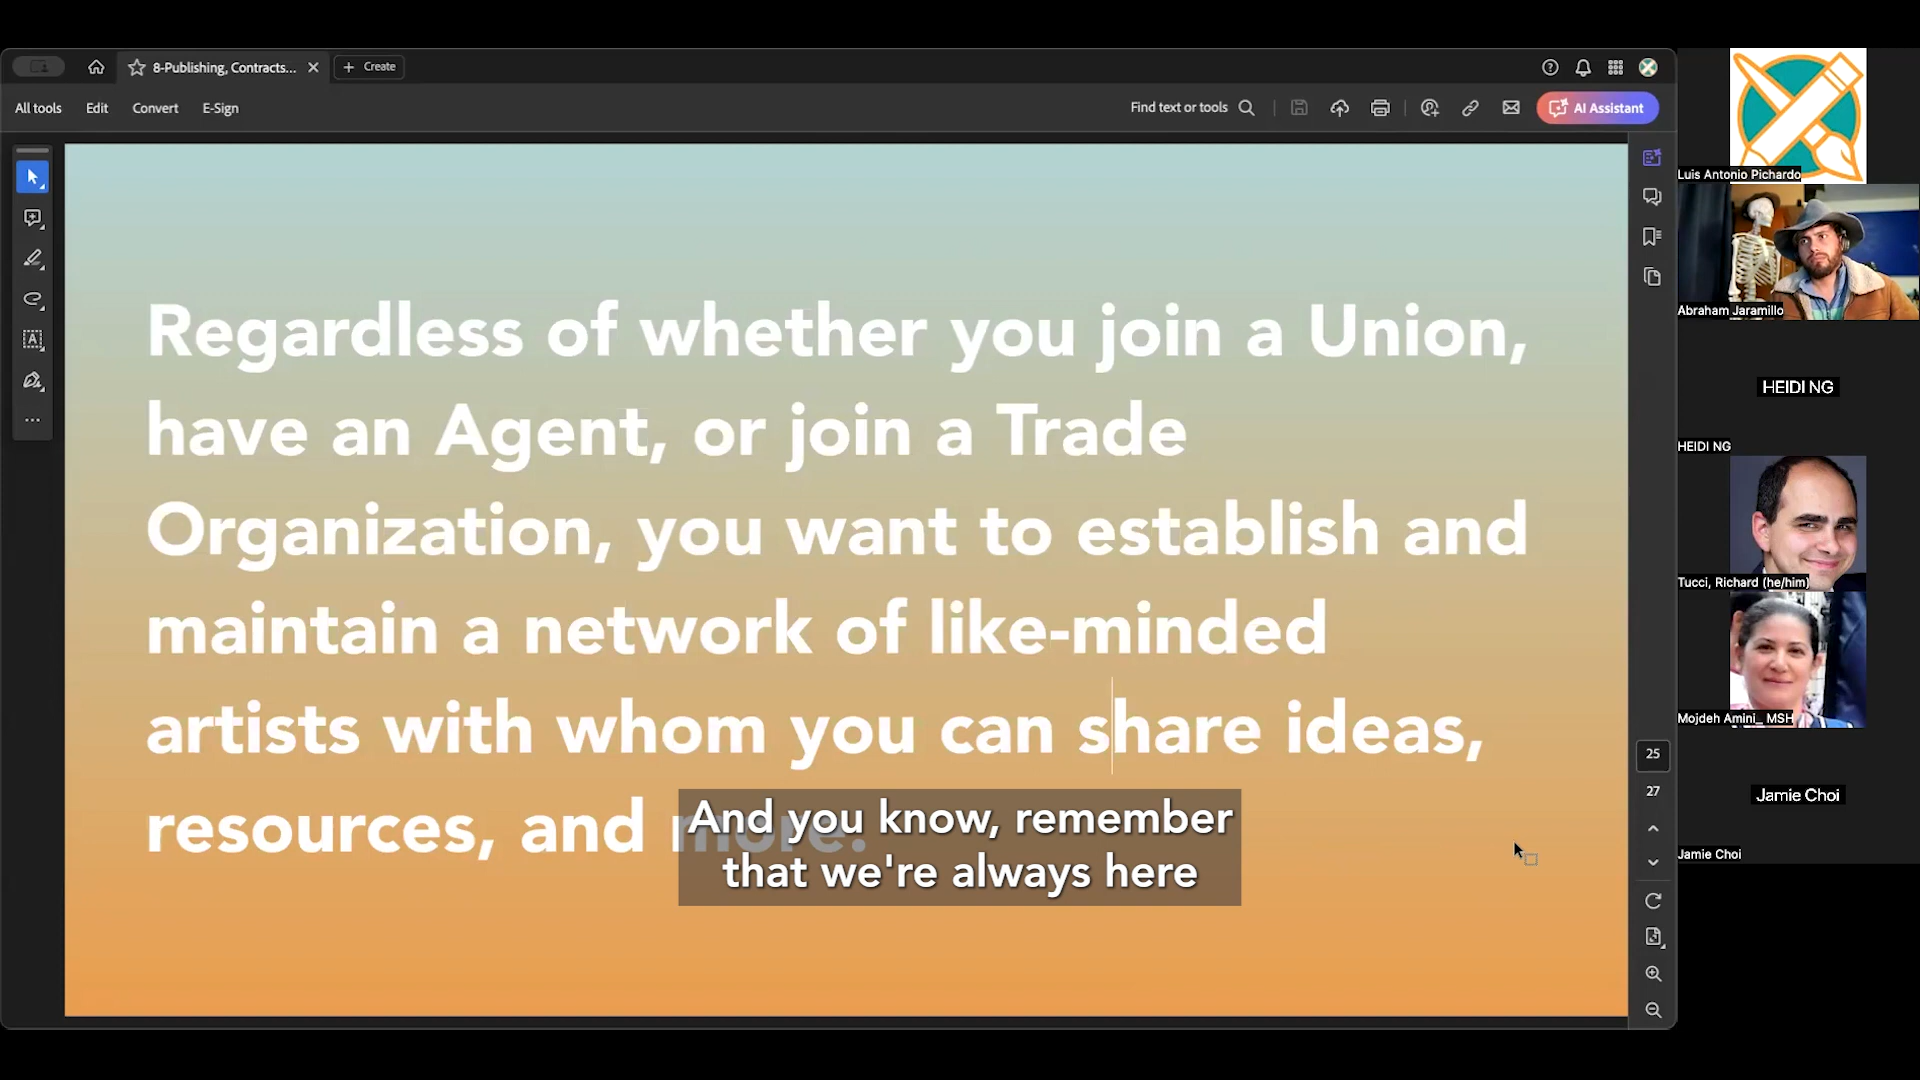 8-Publishing, Contracts...
Create
All tools
Edit
Convert
E-Sign
Find text or tools
AI Assistant
Regardless of whether you join a Union,
have an Agent, or join a Trade
Organization, you want to establish and
maintain a network of like-minded
artists with whom you can share ideas,
resources, and more.
And you know, remember
that we're always here
25
27
Luis Antonio Pichardo
Abraham Jaramillo
HEIDI NG
HEIDI NG
Tucci, Richard (he/him)
Mojdeh Amini_ MSH
Jamie Choi
Jamie Choi